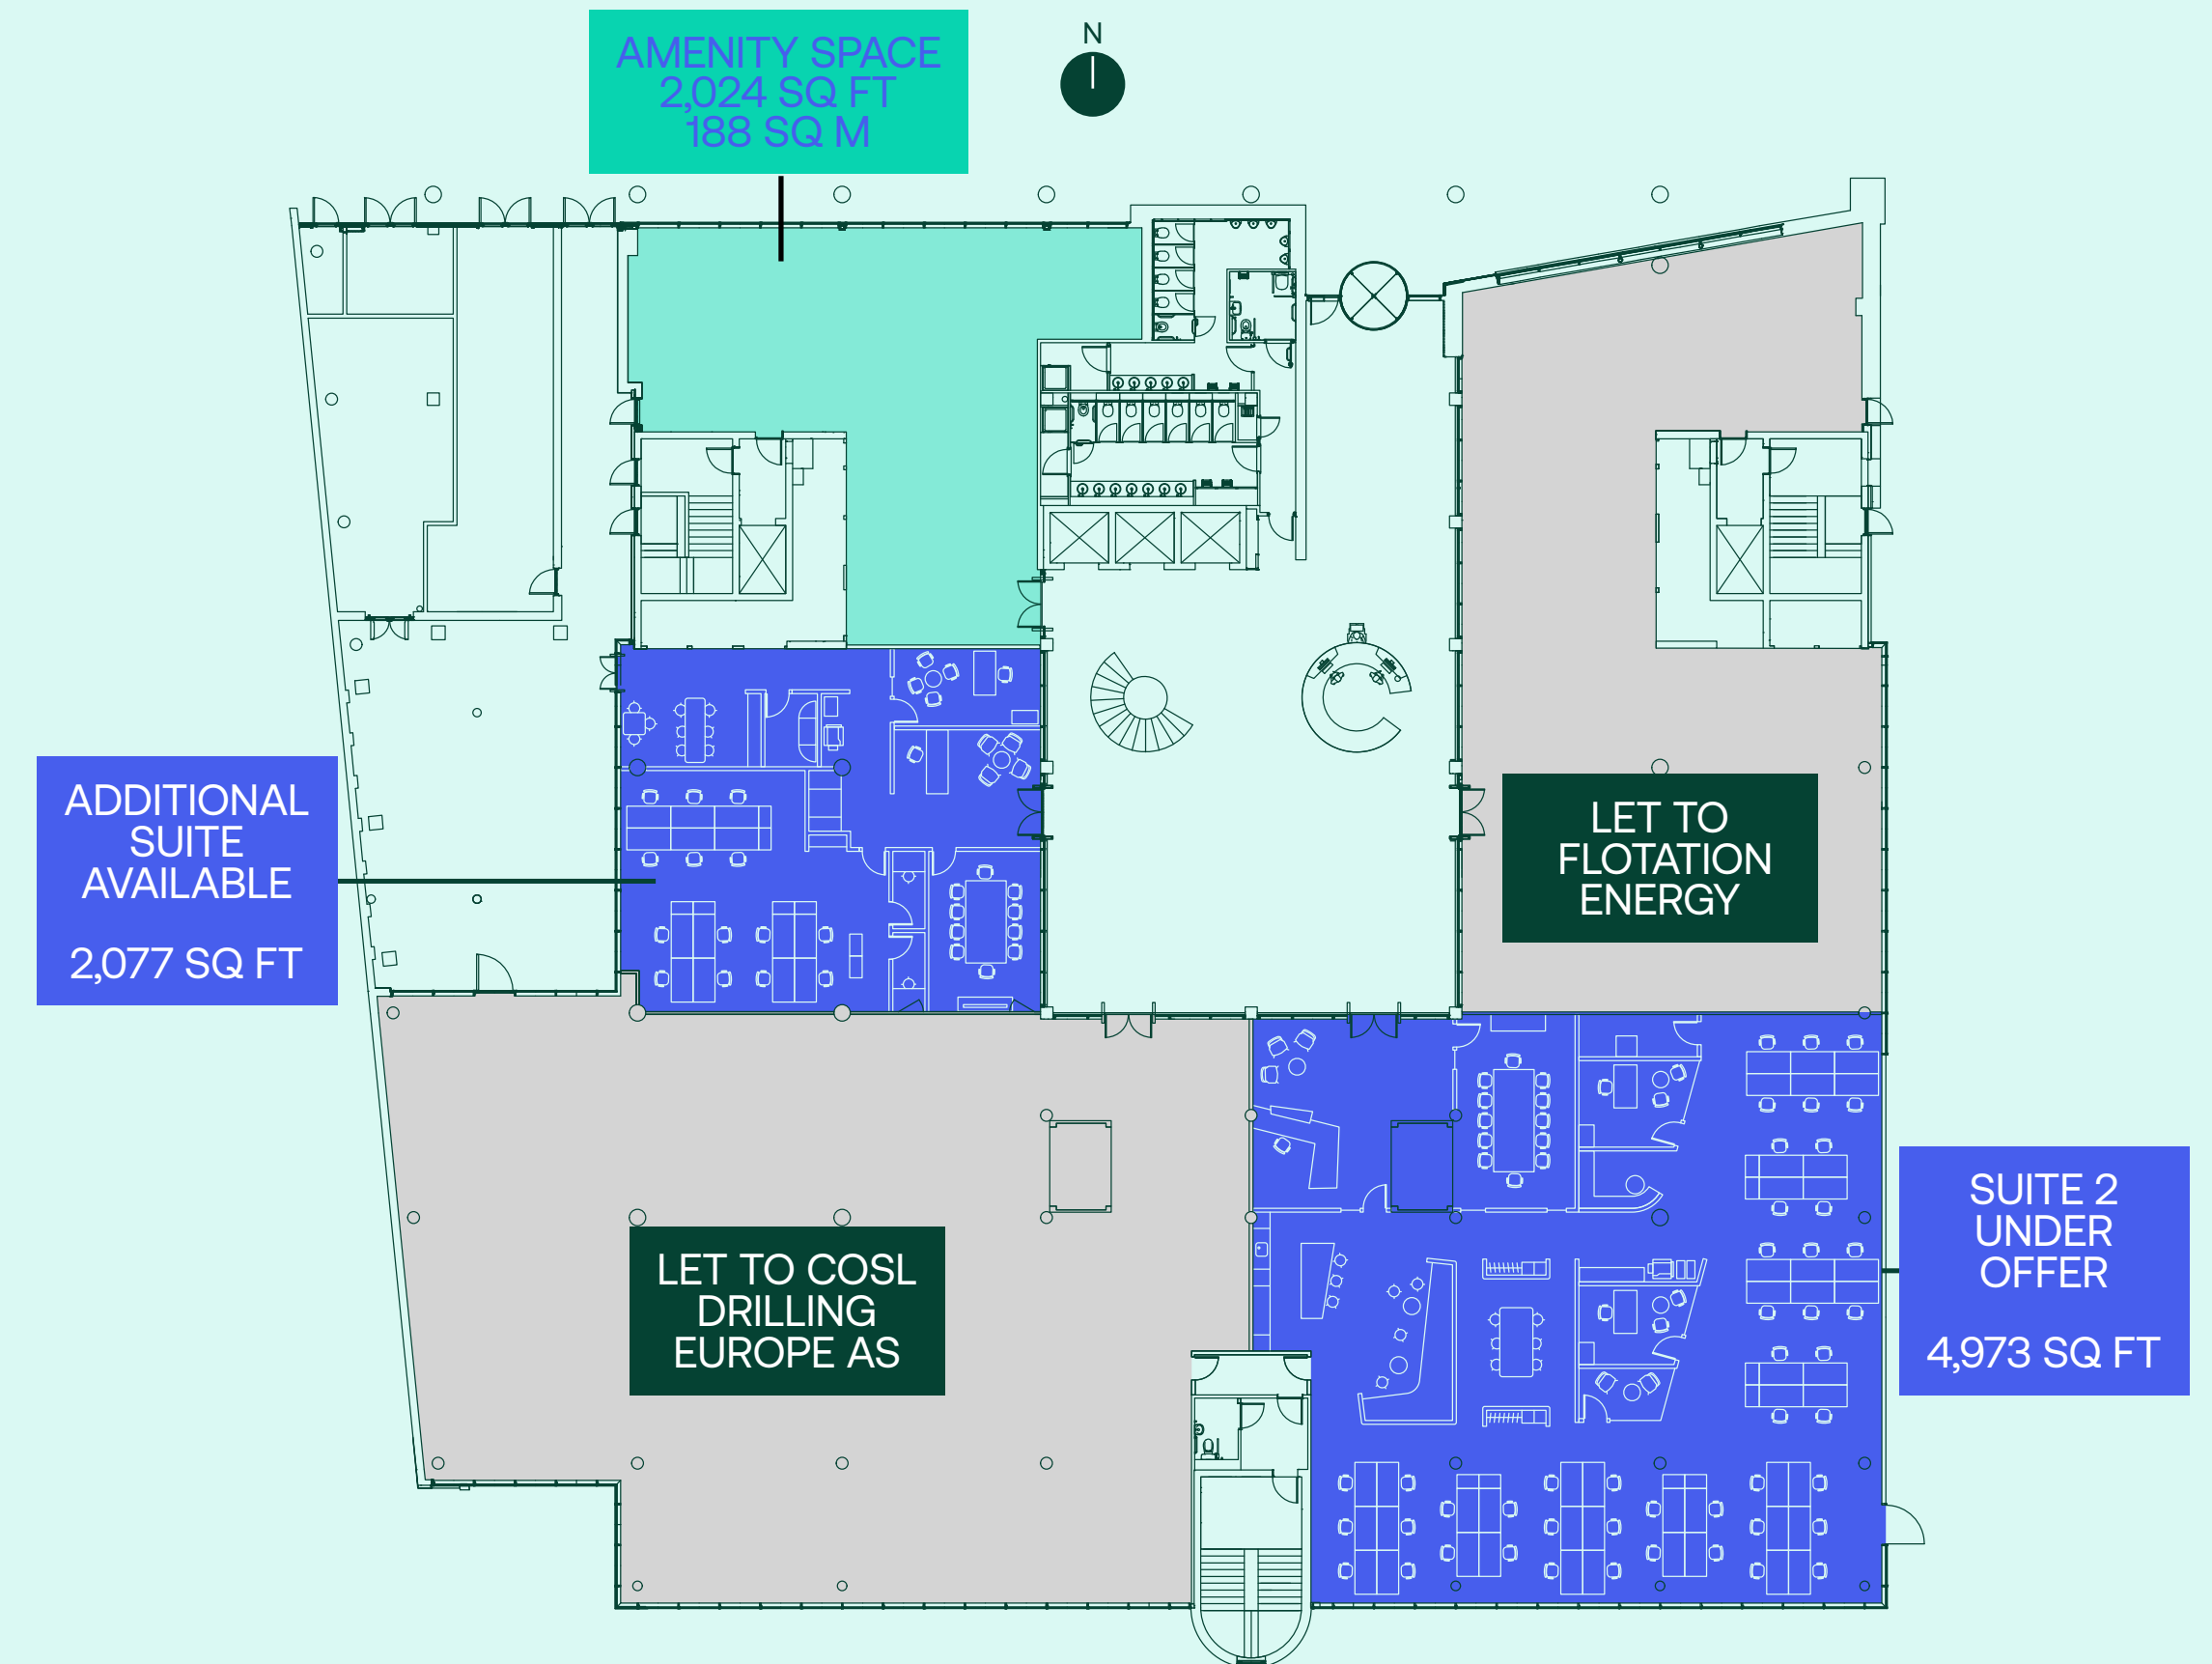 AMENITY SPACE
2,024 SQ FT
188 SQ M
N
ADDITIONAL
SUITE
AVAILABLE
2,077 SQ FT
LET TO
FLOTATION
ENERGY
LET TO COSL
DRILLING
EUROPE AS
SUITE 2
UNDER
OFFER
4,973 SQ FT